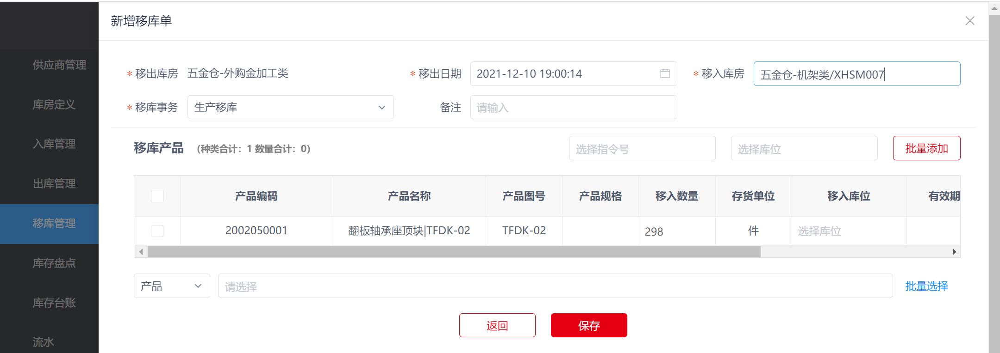 新增移库单
供应商管理
库房定义
入库管理
出库管理
移库管理
库存盘点
库存台账
流水
* 移出库房 五金仓-外购金加工类 * 移出日期 2021-12-10 19:00:14 * 移入库房 五金仓-机架类/XHSM007
* 移库事务 生产移库 备注 请输入
移库产品 （种类合计：1 数量合计：0） 选择指令号 选择库位 批量添加
产品编码 产品名称 产品图号 产品规格 移入数量 存货单位 移入库位 有效期
2002050001 翻板轴承座顶块|TFDK-02 TFDK-02 298 件 选择库位
产品 请选择 批量选择
返回 保存